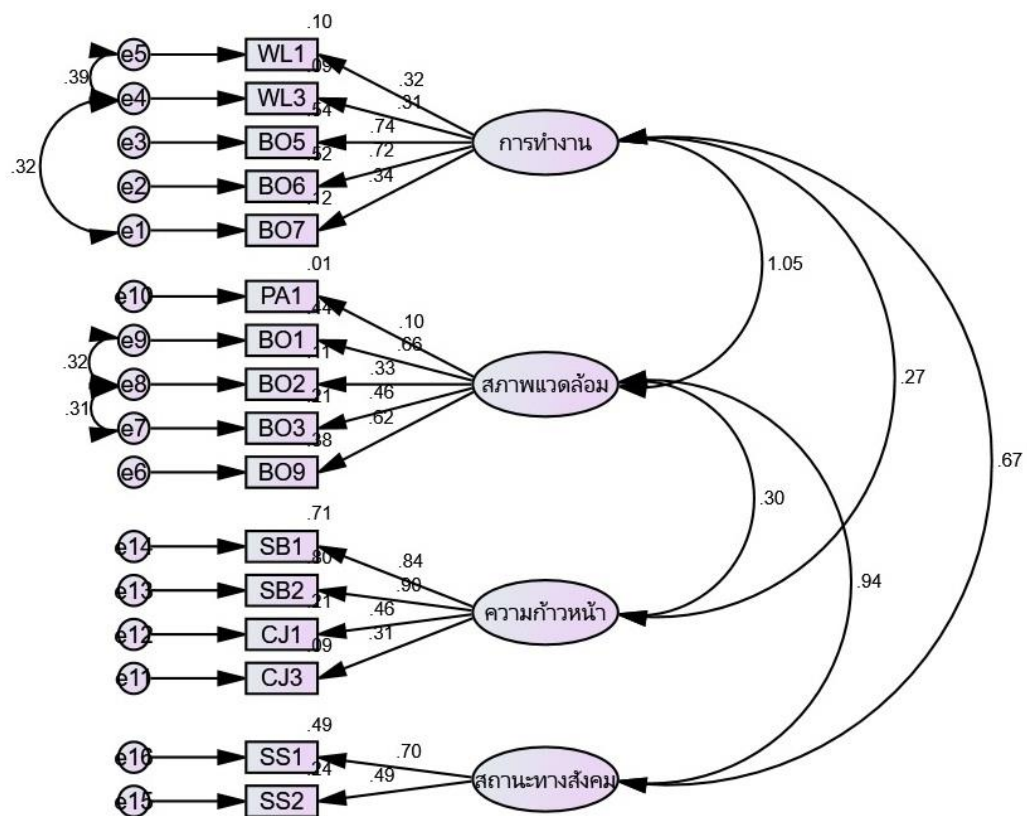 .10
e5 WL1
.39 .09 .32
e4 WL3 .31
.54 .74
e3 BO5 การทำงาน
.52 .72
.32 e2 BO6 .34
.12
e1 BO7
.01 1.05
e10 PA1
.44 .10
e9 BO1 .66
.32 .11 .33
e8 BO2 สภาพแวดล้อม .27
.31 .21 .46
e7 BO3 .62
.38 .67
e6 BO9
.30
.71
e14 SB1 .84
.80 .94
e13 SB2 .90
.21 .46 ความก้าวหน้า
e12 CJ1 .31
.09
e11 CJ3
.49
e16 SS1 .70
.24 .49 สถานะทางสังคม
e15 SS2